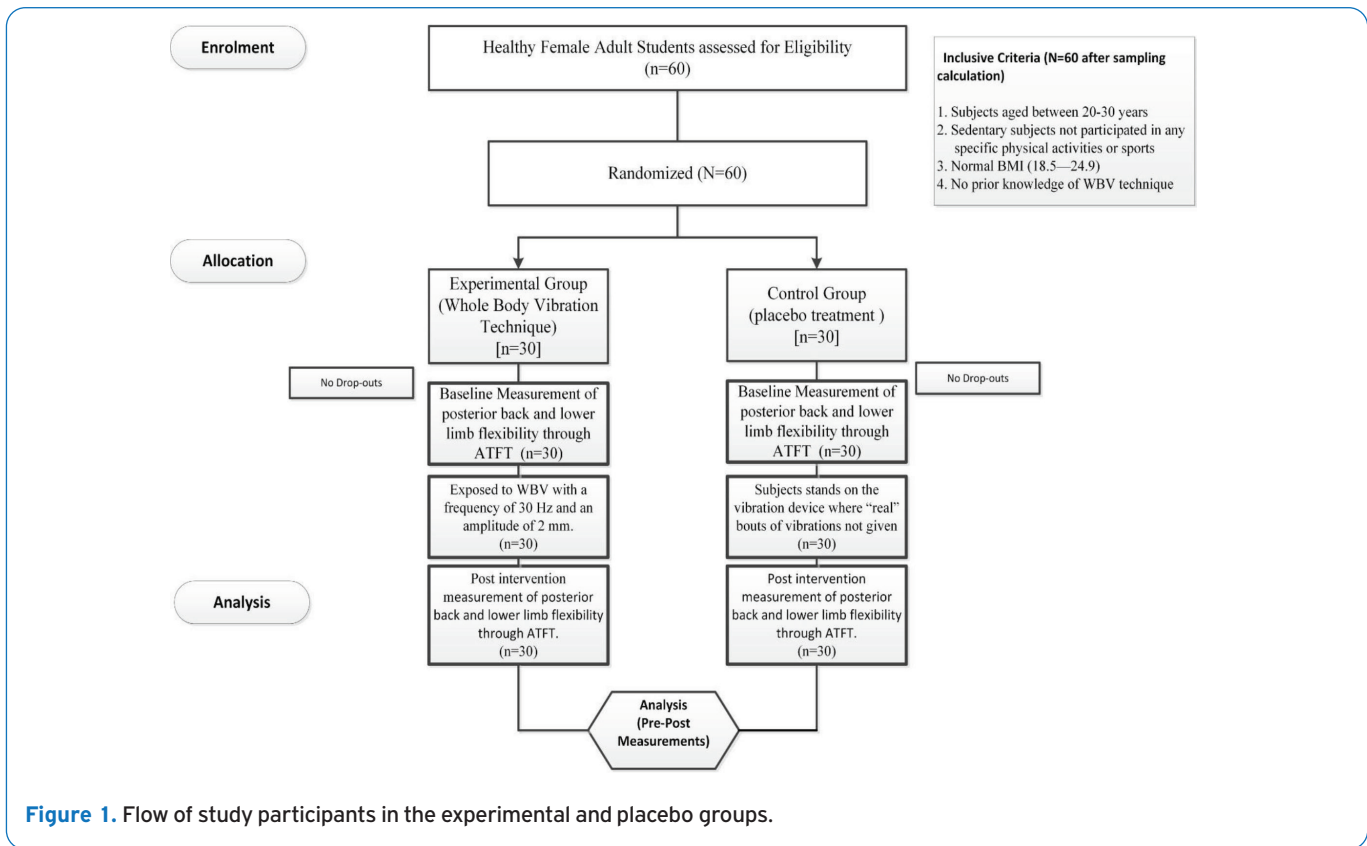 Enrolment
Healthy Female Adult Students assessed for Eligibility
(n=60)
Inclusive Criteria (N=60 after sampling
calculation)
1. Subjects aged between 20-30 years
2. Sedentary subjects not participated in any
specific physical activities or sports
3. Normal BMI (18.5—24.9)
4. No prior knowledge of WBV technique
Randomized (N=60)
Allocation
Experimental Group
(Whole Body Vibration
Technique)
[n=30]
Control Group
(placebo treatment )
[n=30]
No Drop-outs
No Drop-outs
Baseline Measurement of
posterior back and lower
limb flexibility through
ATFT (n=30)
Baseline Measurement of
posterior back and lower
limb flexibility through
ATFT (n=30)
Exposed to WBV with a
frequency of 30 Hz and an
amplitude of 2 mm.
(n=30)
Subjects stands on the
vibration device where “real”
bouts of vibrations not given
(n=30)
Analysis
Post intervention
measurement of posterior
back and lower limb flexibility
through ATFT.
(n=30)
Post intervention
measurement of posterior
back and lower limb flexibility
through ATFT.
(n=30)
Analysis
(Pre-Post
Measurements)
Figure 1. Flow of study participants in the experimental and placebo groups.